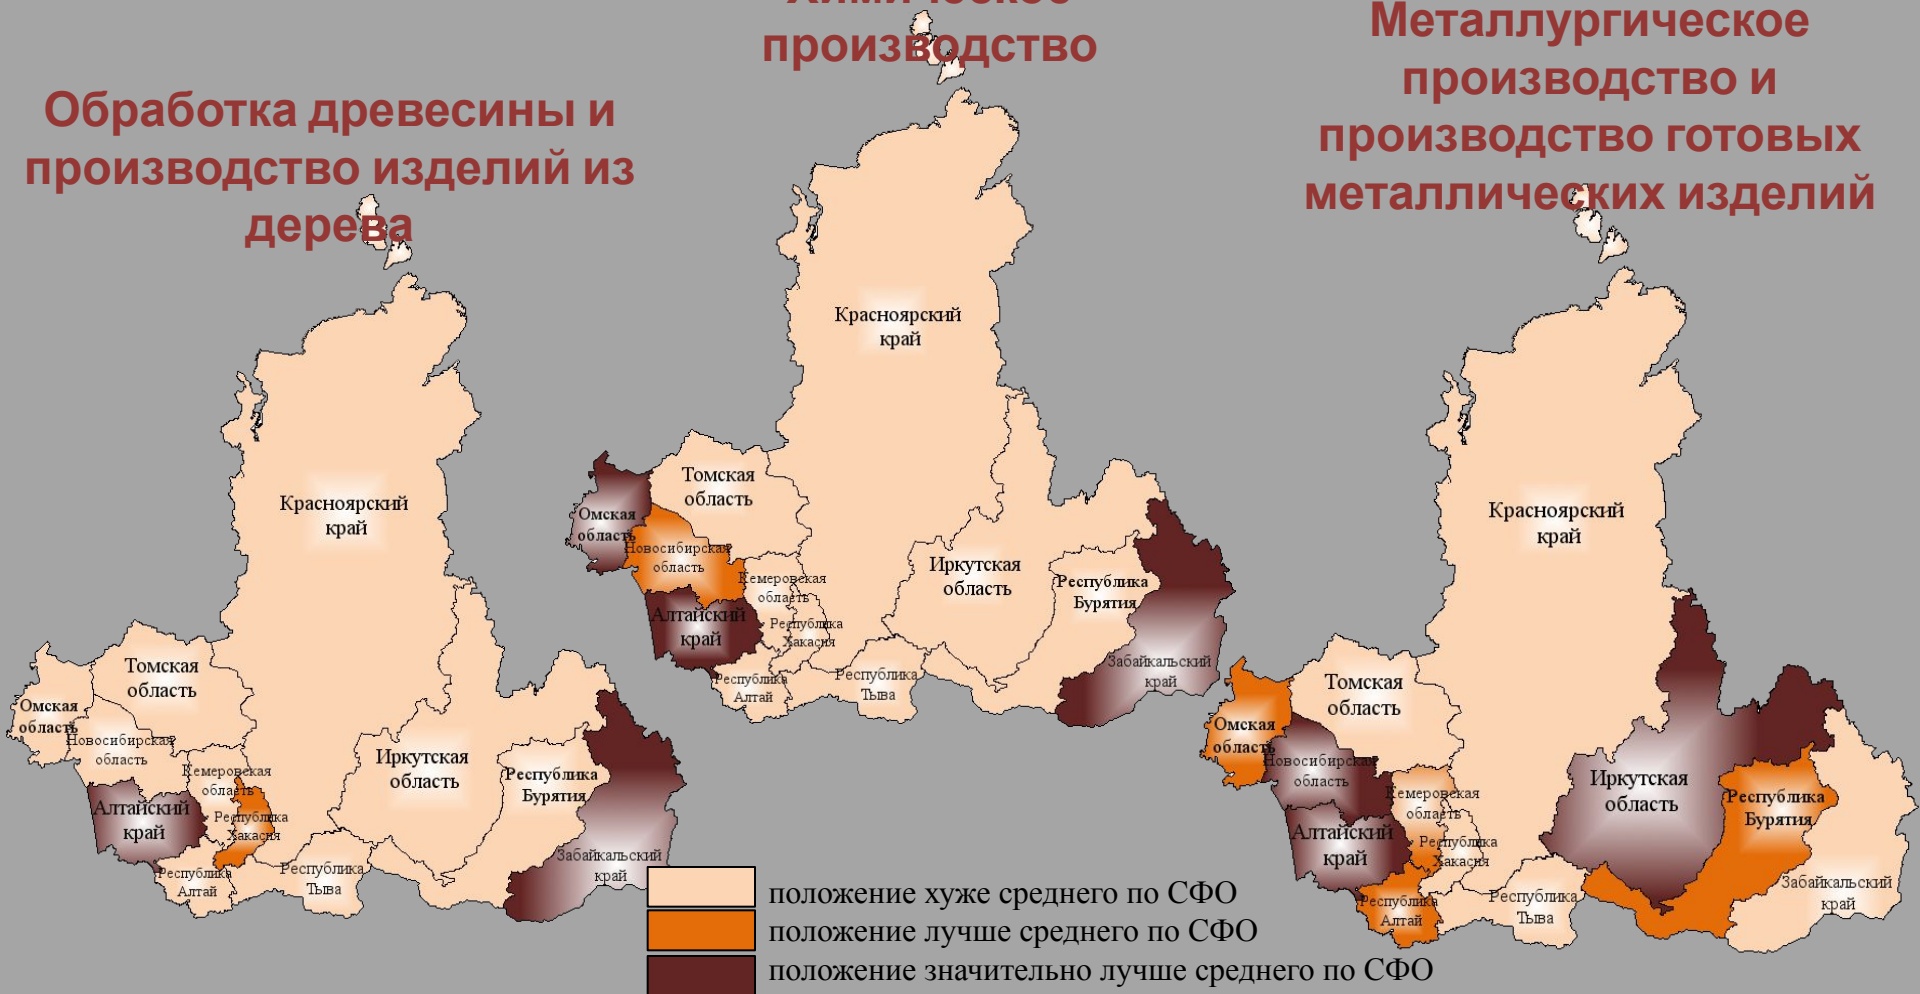 Обработка древесины и
производство изделий из
дерева
Красноярский
край
Томская
область
Омская
область
Новосибирская
область
Кемеровская
область
Алтайский
край
Республика
Хакасия
Республика
Алтай
Республика
Тыва
Иркутская
область
Республика
Бурятия
Забайкальский
край
Химическое
производство
Красноярский
край
Томская
область
Омская
область
Новосибирская
область
Кемеровская
область
Алтайский
край
Республика
Хакасия
Республика
Алтай
Республика
Тыва
Иркутская
область
Республика
Бурятия
Забайкальский
край
Металлургическое
производство и
производство готовых
металлических изделий
Красноярский
край
Томская
область
Омская
область
Новосибирская
область
Кемеровская
область
Алтайский
край
Республика
Хакасия
Республика
Алтай
Республика
Тыва
Иркутская
область
Республика
Бурятия
Забайкальский
край
положение хуже среднего по СФО
положение лучше среднего по СФО
положение значительно лучше среднего по СФО